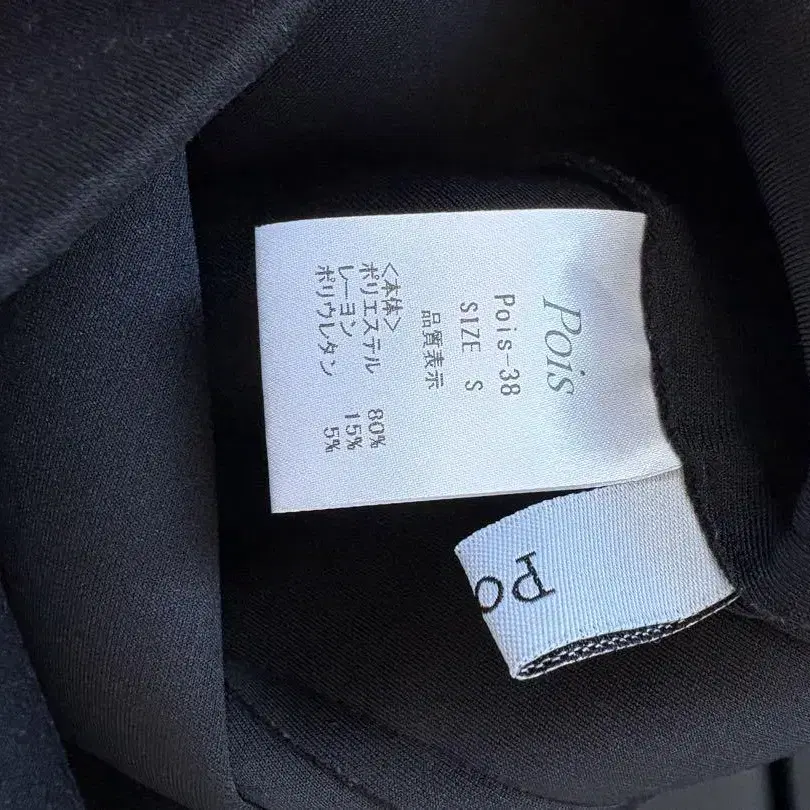 Pois
Pois-38
SIZE S
品質表示
<本体>
ポリエステル 80%
レーヨン 15%
ポリウレタン 5%
Po